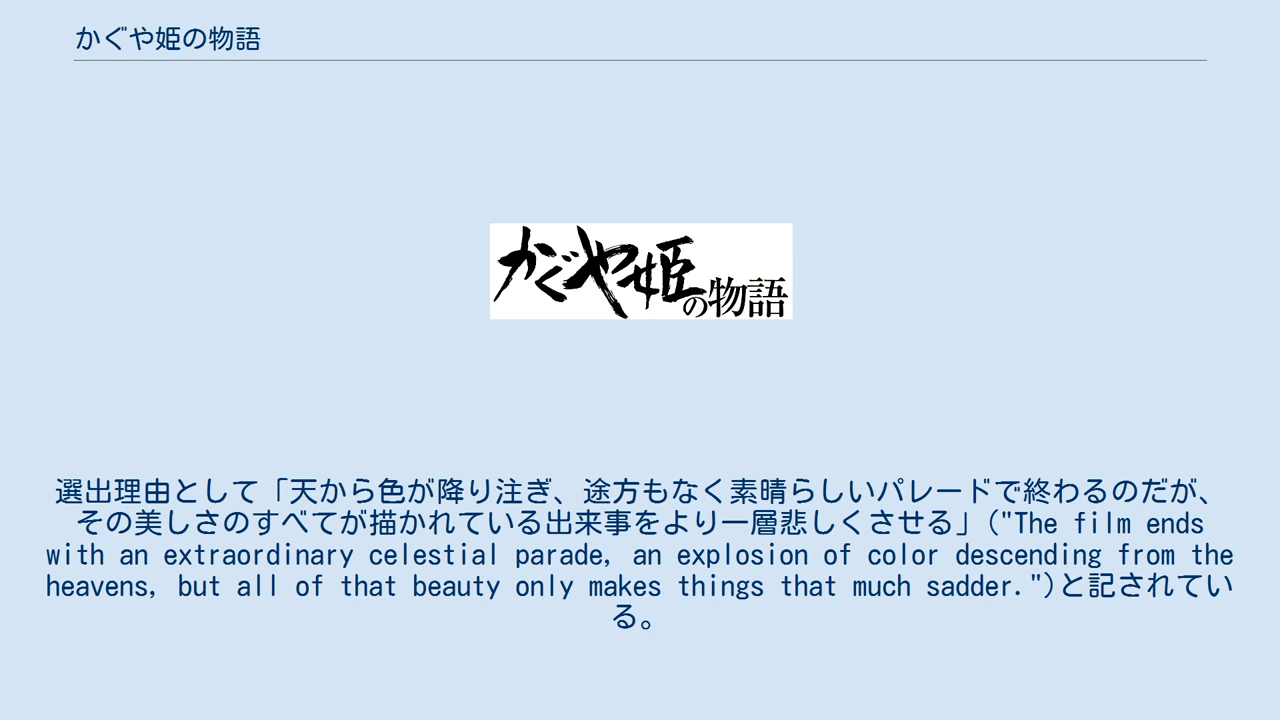 かぐや姫の物語
かぐや姫の物語
選出理由として「天から色が降り注ぎ、途方もなく素晴らしいパレードで終わるのだが、
その美しさのすべてが描かれている出来事をより一層悲しくさせる」("The film ends
with an extraordinary celestial parade, an explosion of color descending from the
heavens, but all of that beauty only makes things that much sadder.")と記されてい
る。